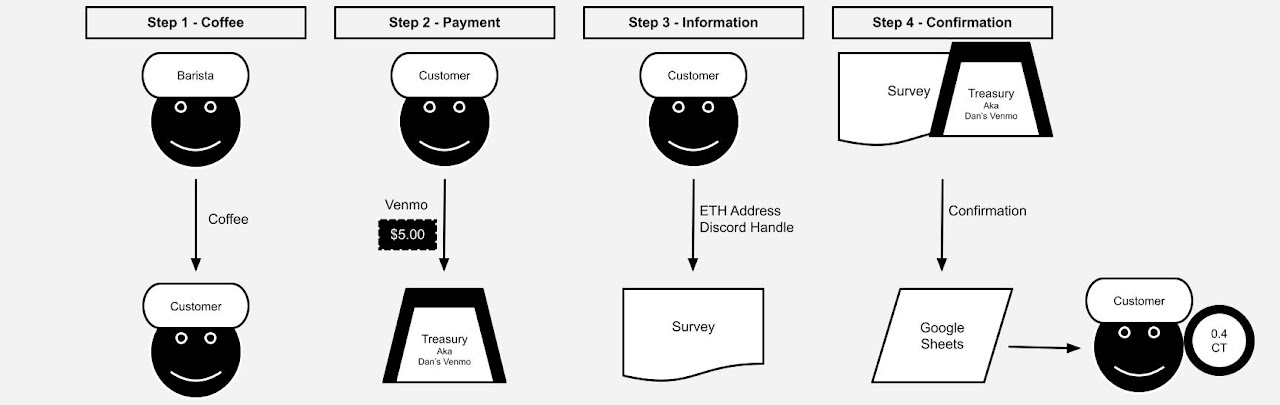 Step 1 - Coffee
Barista
Coffee
Customer
Step 2 - Payment
Customer
Venmo
$5.00
Treasury
Aka
Dan's Venmo
Step 3 - Information
Customer
ETH Address
Discord Handle
Survey
Step 4 - Confirmation
Survey
Treasury
Aka
Dan's Venmo
Confirmation
Google
Sheets
Customer
0.4
CT